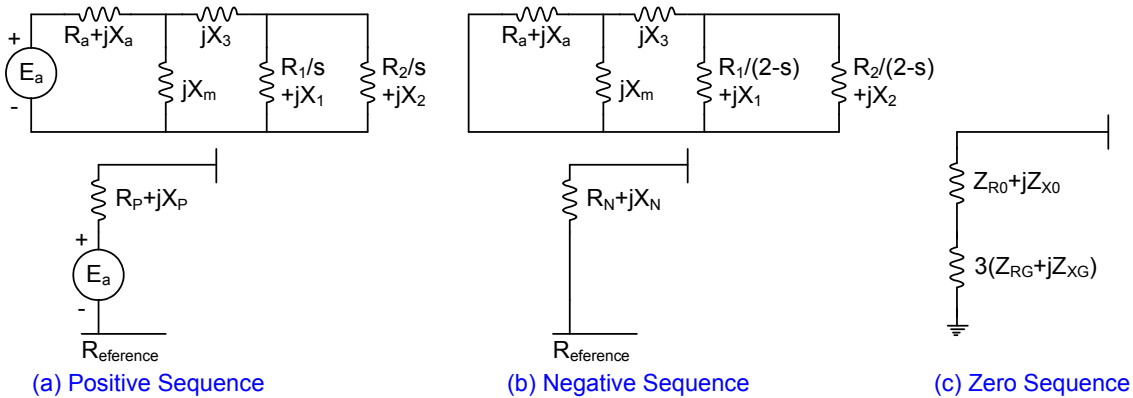 Ra+jXa
jX3
+
Ea
-
jXm
R1/s
+jX1
R2/s
+jX2
RP+jXP
+
Ea
-
Reference
(a) Positive Sequence
Ra+jXa
jX3
jXm
R1/(2-s)
+jX1
R2/(2-s)
+jX2
RN+jXN
Reference
(b) Negative Sequence
ZR0+jZX0
3(ZRG+jZXG)
(c) Zero Sequence